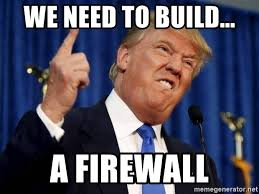 WE NEED TO BUILD...
A FIREWALL
memegenerator.net